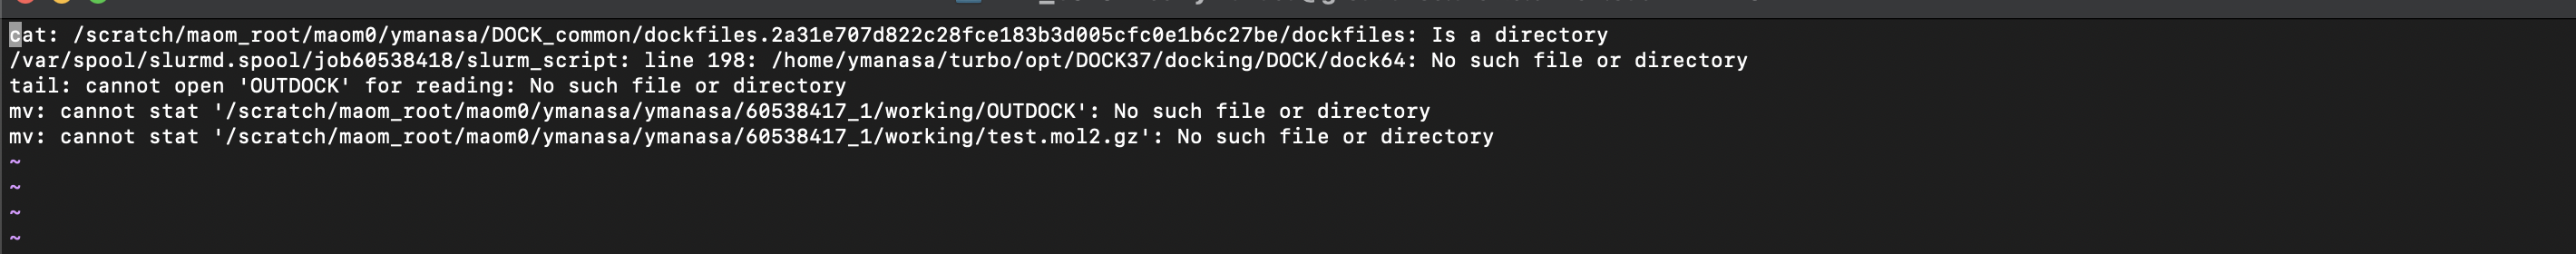 cat: /scratch/maom_root/maom0/ymanasa/DOCK_common/dockfiles.2a31e707d822c28fce183b3d005cfc0e1b6c27be/dockfiles: Is a directory
/var/spool/slurmd.spool/job60538418/slurm_script: line 198: /home/ymanasa/turbo/opt/DOCK37/docking/DOCK/dock64: No such file or directory
tail: cannot open 'OUTDOCK' for reading: No such file or directory
mv: cannot stat '/scratch/maom_root/maom0/ymanasa/ymanasa/60538417_1/working/OUTDOCK': No such file or directory
mv: cannot stat '/scratch/maom_root/maom0/ymanasa/ymanasa/60538417_1/working/test.mol2.gz': No such file or directory
~
~
~
~